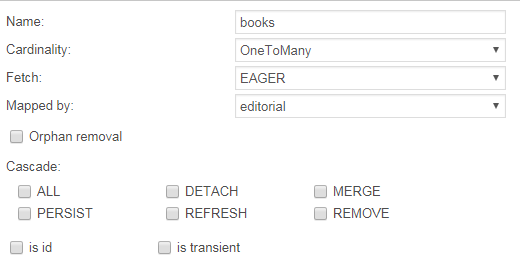 Name: books
Cardinality: OneToMany
Fetch: EAGER
Mapped by: editorial
Orphan removal
Cascade:
ALL DETACH MERGE
PERSIST REFRESH REMOVE
is id is transient